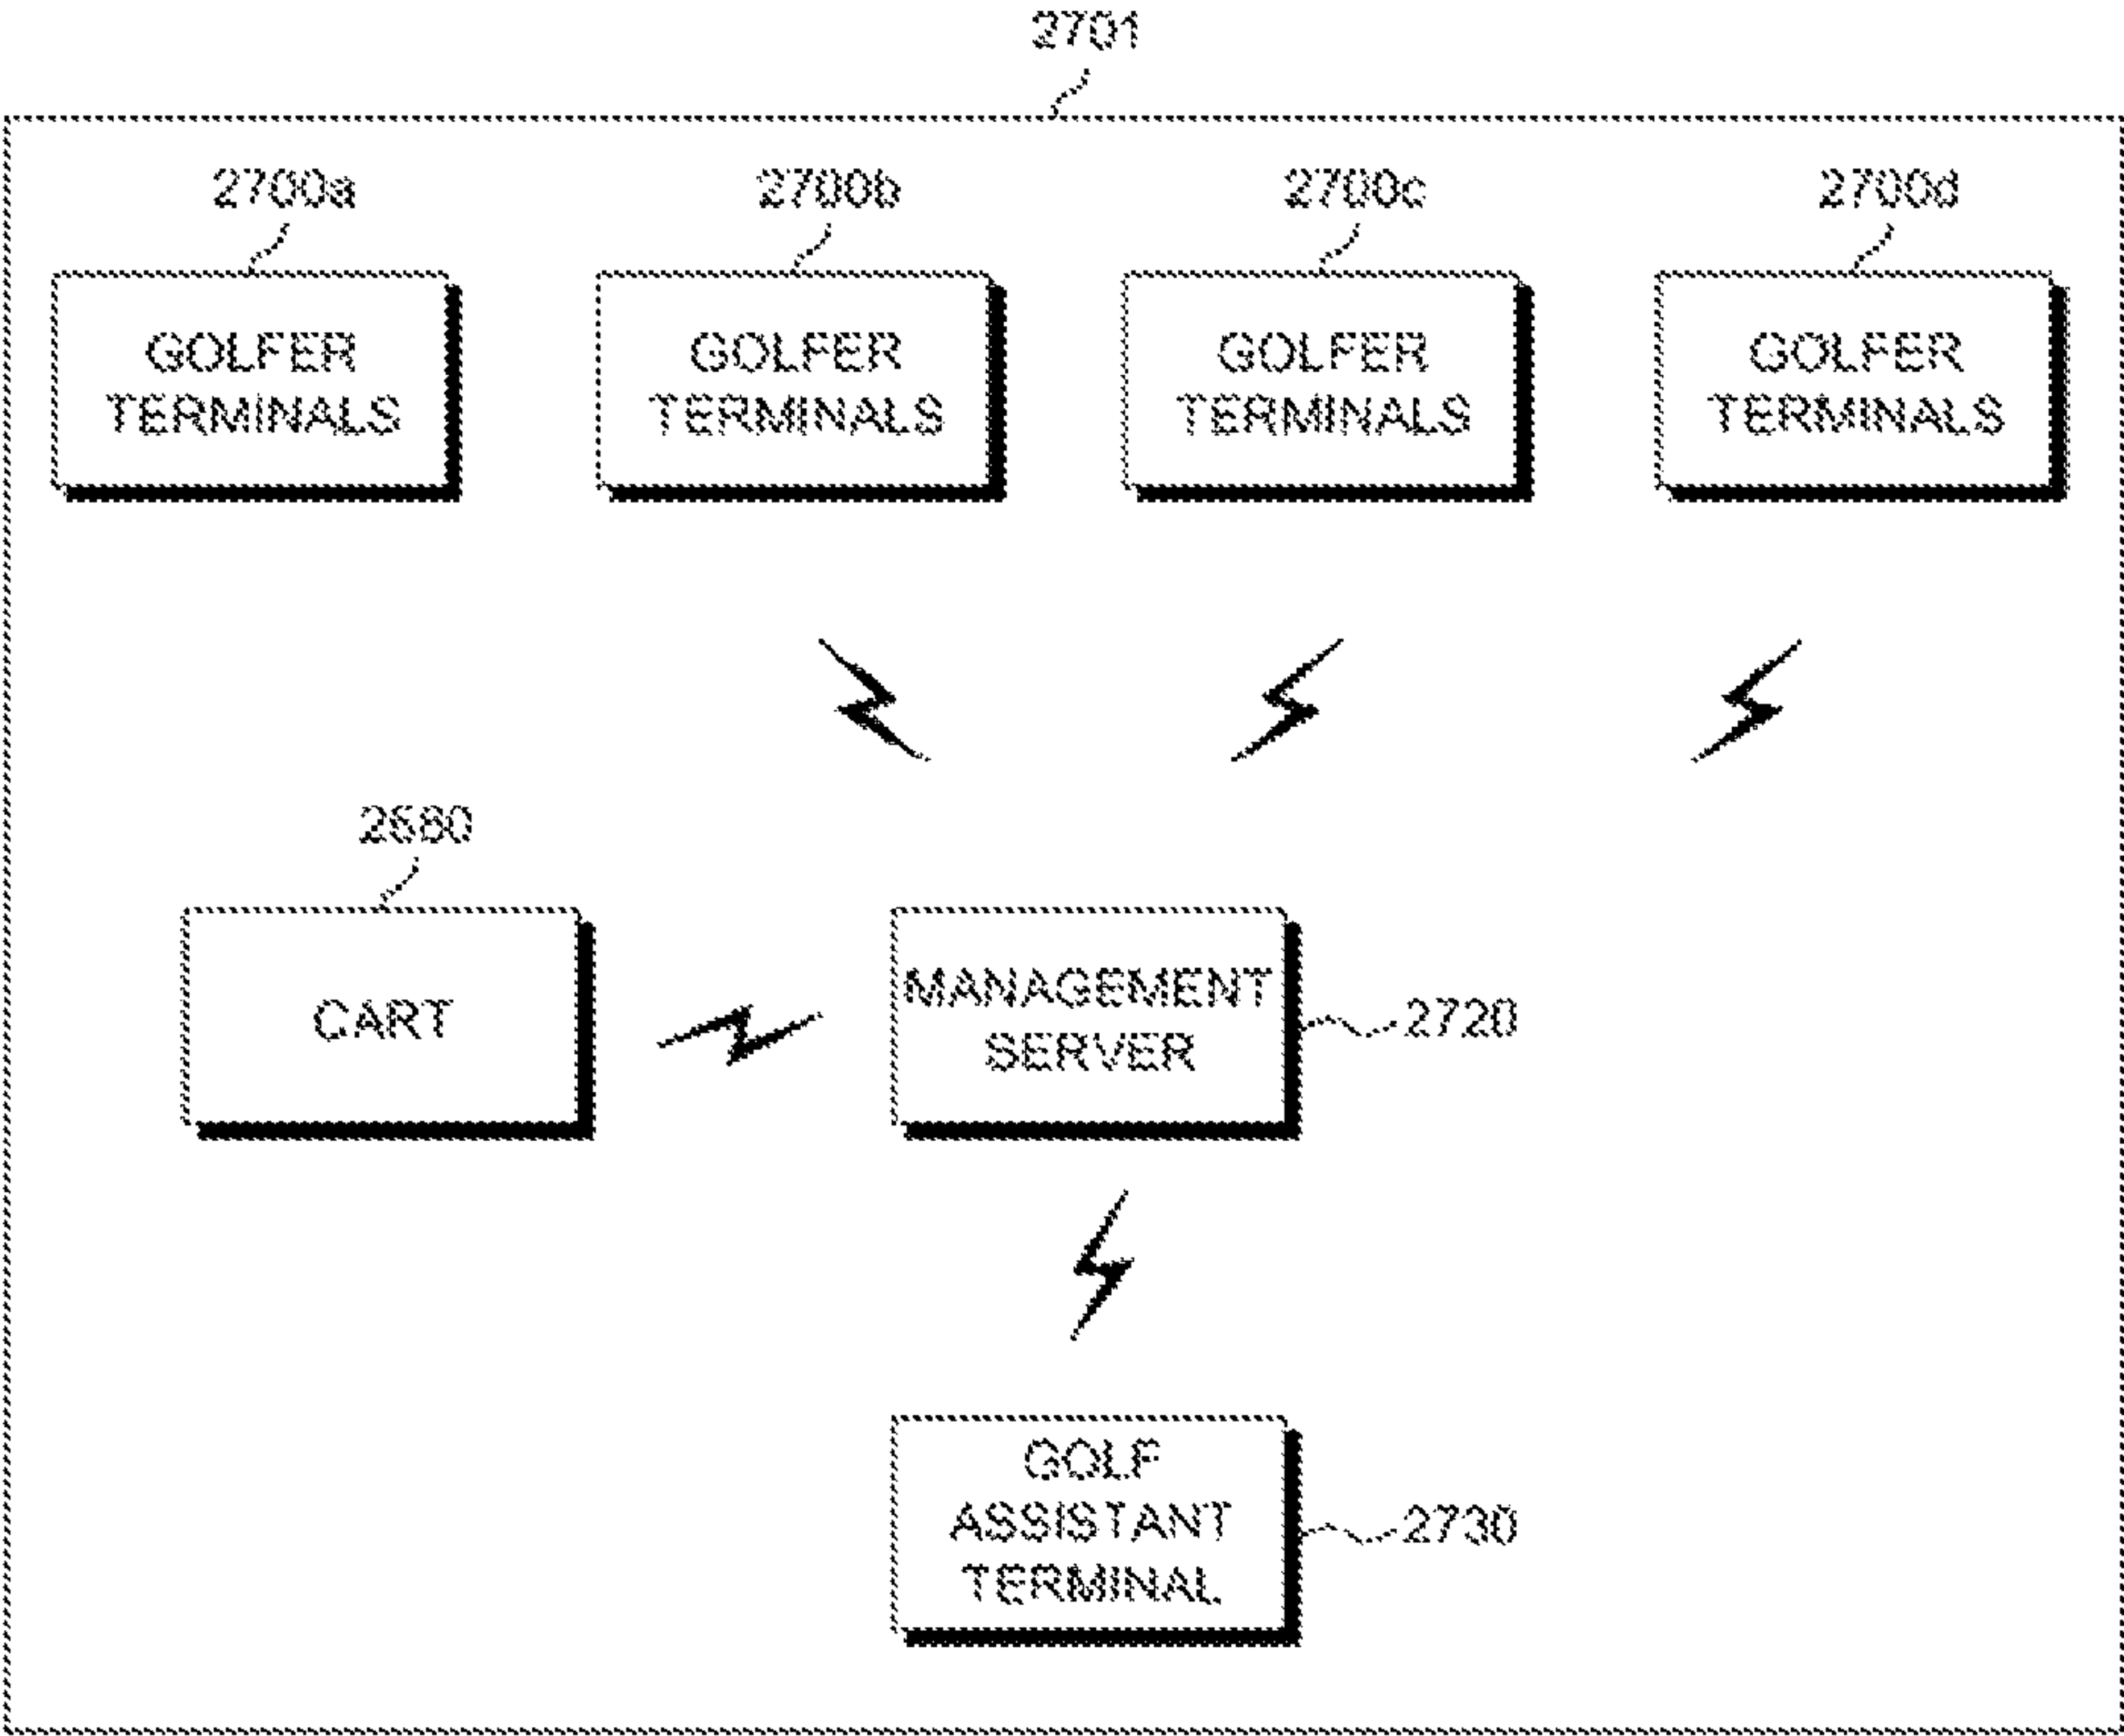 2701
2700a
2700b
2700c
2700d
GOLFER
TERMINALS
GOLFER
TERMINALS
GOLFER
TERMINALS
GOLFER
TERMINALS
CART
MANAGEMENT
SERVER
2720
GOLF
ASSISTANT
TERMINAL
2730